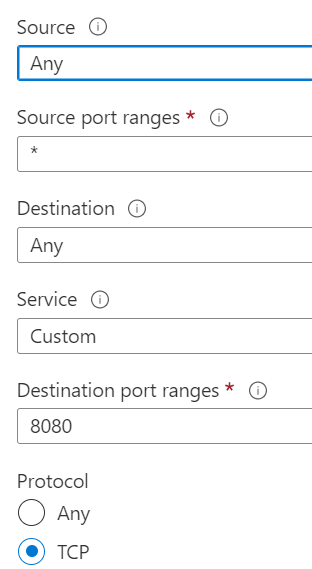 Source
Any
Source port ranges *
*
Destination
Any
Service
Custom
Destination port ranges *
8080
Protocol
Any
TCP